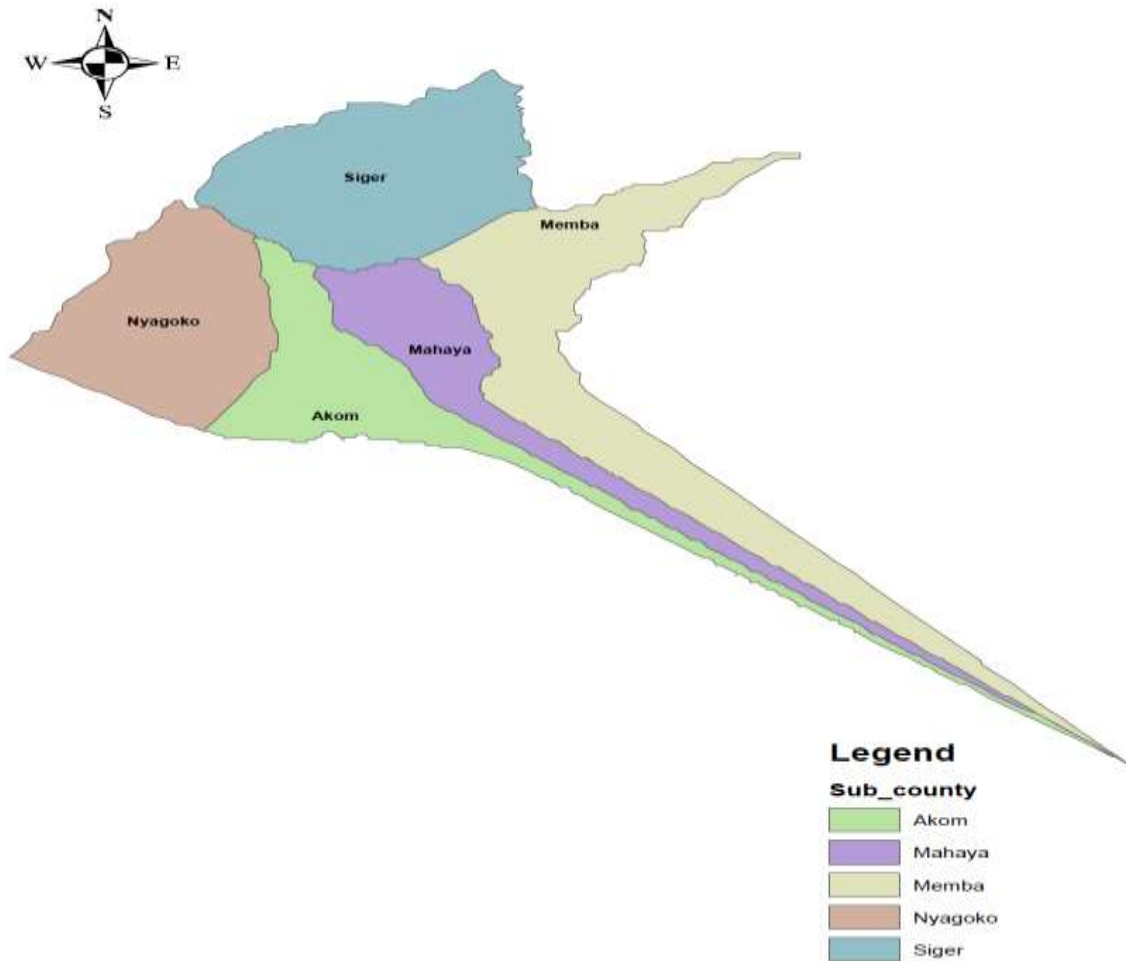 N
W E
S
Siger
Memba
Nyagoko
Mahaya
Akom
Legend
Sub_county
Akom
Mahaya
Memba
Nyagoko
Siger